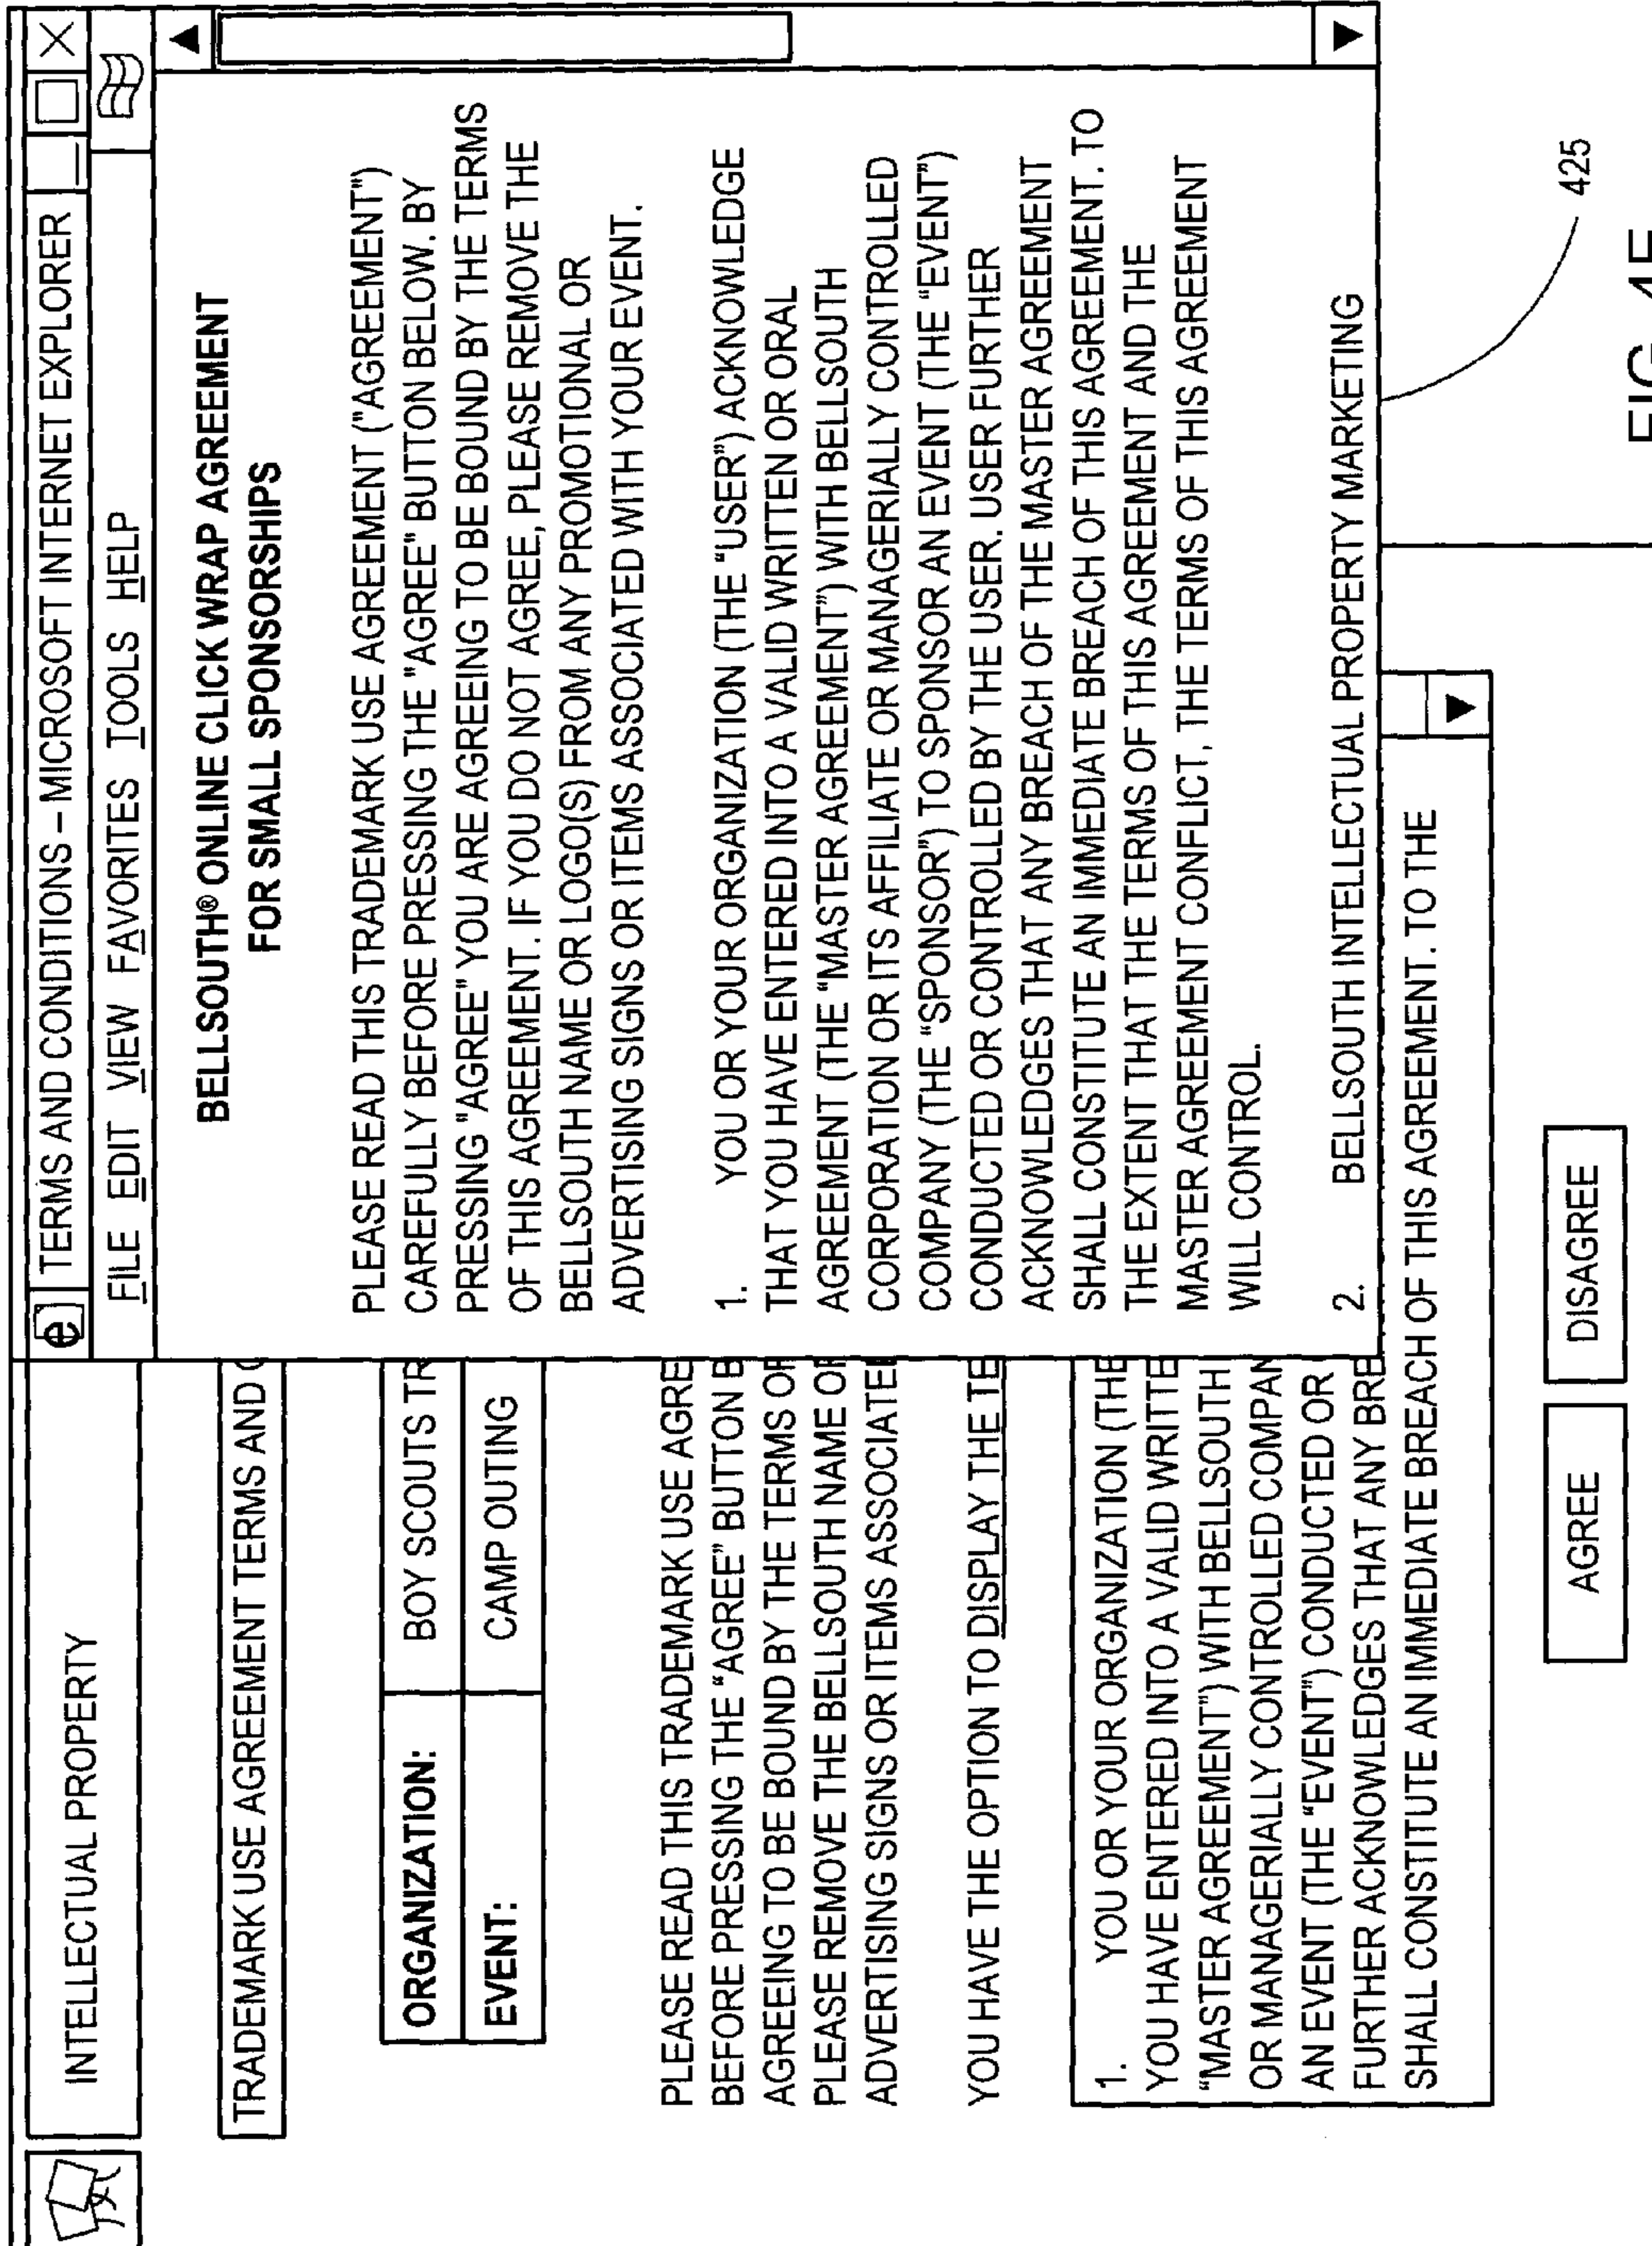 INTELLECTUAL PROPERTY
TRADEMARK USE AGREEMENT TERMS AND
ORGANIZATION: BOY SCOUTS TR
EVENT: CAMP OUTING
PLEASE READ THIS TRADEMARK USE AGRE
BEFORE PRESSING THE "AGREE" BUTTON B
AGREEING TO BE BOUND BY THE TERMS OF
PLEASE REMOVE THE BELLSOUTH NAME OR
ADVERTISING SIGNS OR ITEMS ASSOCIATED
YOU HAVE THE OPTION TO DISPLAY THE TE
1. YOU OR YOUR ORGANIZATION (THE
YOU HAVE ENTERED INTO A VALID WRITTE
"MASTER AGREEMENT") WITH BELLSOUTH
OR MANAGERIALLY CONTROLLED COMPAN
AN EVENT (THE "EVENT") CONDUCTED OR
FURTHER ACKNOWLEDGES THAT ANY BRE
SHALL CONSTITUTE AN IMMEDIATE BREACH OF THIS AGREEMENT. TO THE
AGREE DISAGREE
e TERMS AND CONDITIONS – MICROSOFT INTERNET EXPLORER
FILE EDIT VIEW FAVORITES TOOLS HELP
BELLSOUTH® ONLINE CLICK WRAP AGREEMENT
FOR SMALL SPONSORSHIPS
PLEASE READ THIS TRADEMARK USE AGREEMENT ("AGREEMENT")
CAREFULLY BEFORE PRESSING THE "AGREE" BUTTON BELOW. BY
PRESSING "AGREE" YOU ARE AGREEING TO BE BOUND BY THE TERMS
OF THIS AGREEMENT. IF YOU DO NOT AGREE, PLEASE REMOVE THE
BELLSOUTH NAME OR LOGO(S) FROM ANY PROMOTIONAL OR
ADVERTISING SIGNS OR ITEMS ASSOCIATED WITH YOUR EVENT.
1. YOU OR YOUR ORGANIZATION (THE "USER") ACKNOWLEDGE
THAT YOU HAVE ENTERED INTO A VALID WRITTEN OR ORAL
AGREEMENT (THE "MASTER AGREEMENT") WITH BELLSOUTH
CORPORATION OR ITS AFFILIATE OR MANAGERIALLY CONTROLLED
COMPANY (THE "SPONSOR") TO SPONSOR AN EVENT (THE "EVENT")
CONDUCTED OR CONTROLLED BY THE USER. USER FURTHER
ACKNOWLEDGES THAT ANY BREACH OF THE MASTER AGREEMENT
SHALL CONSTITUTE AN IMMEDIATE BREACH OF THIS AGREEMENT. TO
THE EXTENT THAT THE TERMS OF THIS AGREEMENT AND THE
MASTER AGREEMENT CONFLICT, THE TERMS OF THIS AGREEMENT
WILL CONTROL.
2. BELLSOUTH INTELLECTUAL PROPERTY MARKETING
425